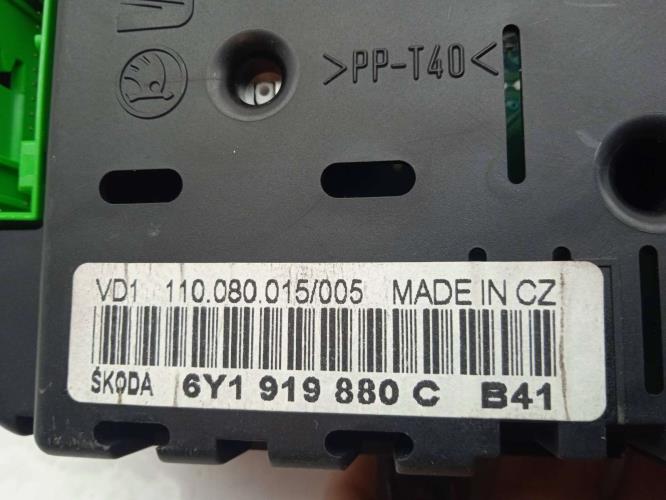 >PP-T40<
VD1 110.080.015/005 MADE IN CZ
ŠKODA 6Y1 919 880 C B41